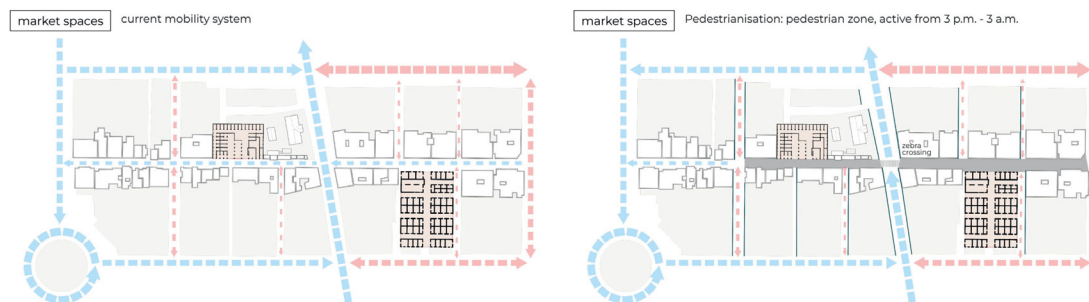 market spaces current mobility system
market spaces Pedestrianisation: pedestrian zone, active from 3 p.m. - 3 a.m.
zebra
crossing